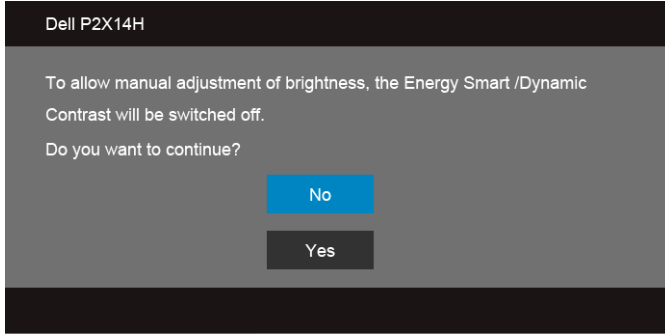 Dell P2X14H
To allow manual adjustment of brightness, the Energy Smart /Dynamic
Contrast will be switched off.
Do you want to continue?
No
Yes